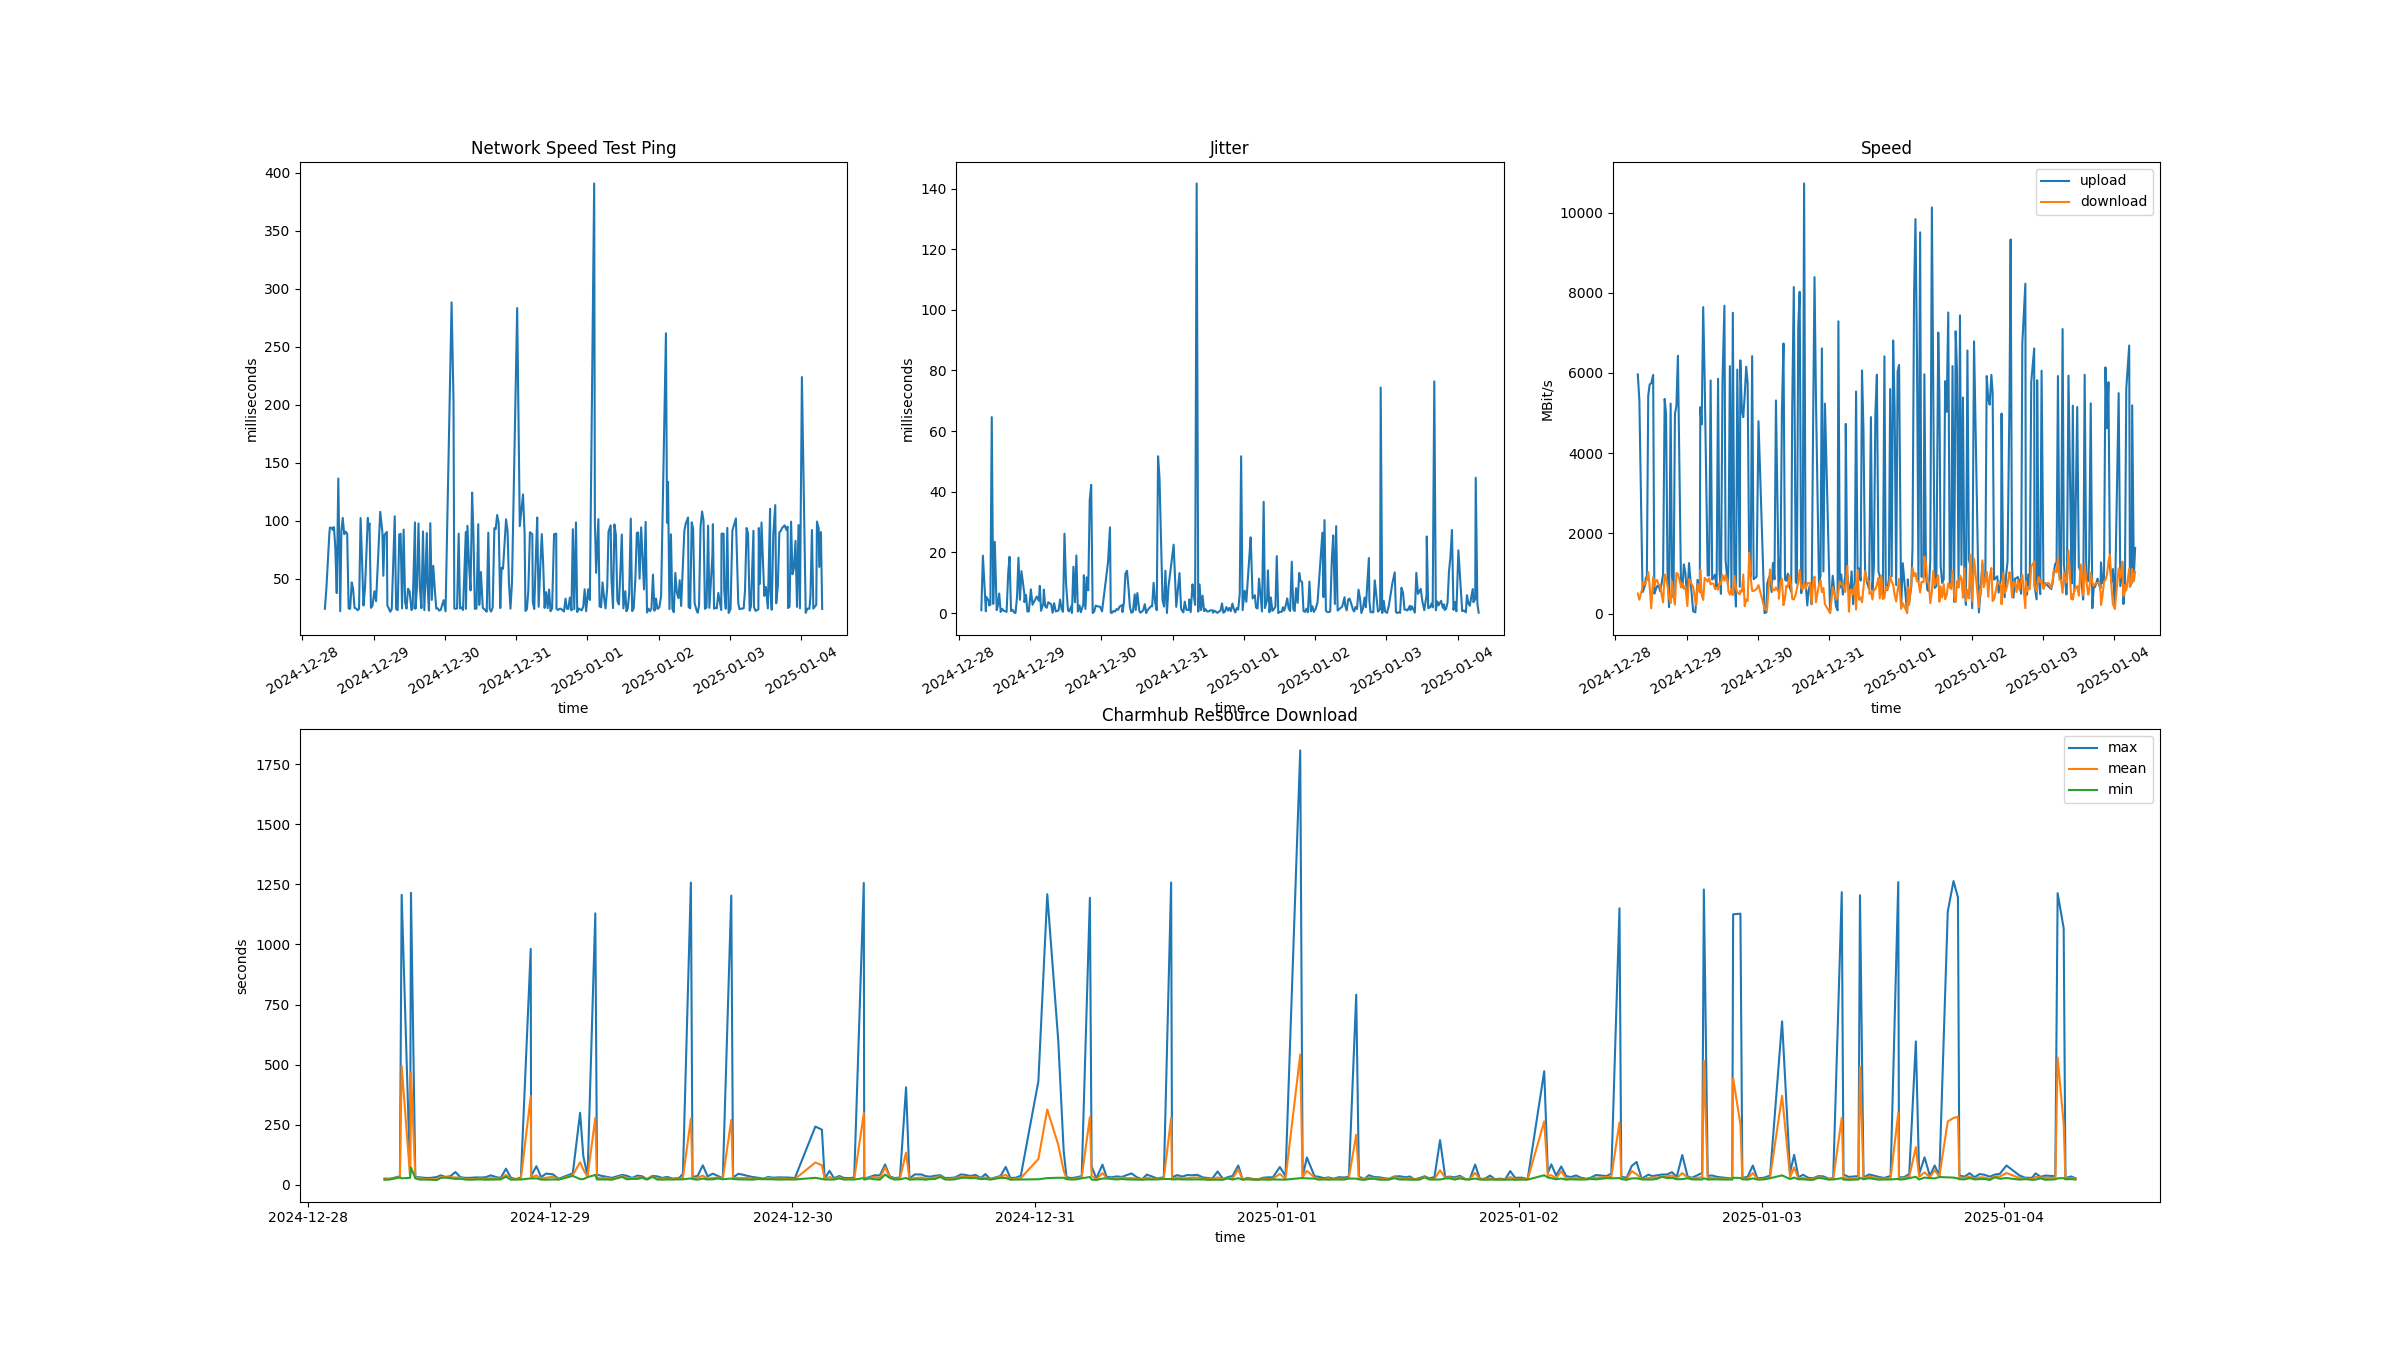 Network Speed Test Ping
400
350
300
250
200
150
100
50
milliseconds
2024-12-28 2024-12-29 2024-12-30 2024-12-31 2025-01-01 2025-01-02 2025-01-03 2025-01-04
time
Jitter
140
120
100
80
60
40
20
0
milliseconds
2024-12-28 2024-12-29 2024-12-30 2024-12-31 2025-01-01 2025-01-02 2025-01-03 2025-01-04
time
Speed
upload
download
10000
8000
6000
4000
2000
0
MBit/s
2024-12-28 2024-12-29 2024-12-30 2024-12-31 2025-01-01 2025-01-02 2025-01-03 2025-01-04
time
Charmhub Resource Download
max
mean
min
1750
1500
1250
1000
750
500
250
0
seconds
2024-12-28 2024-12-29 2024-12-30 2024-12-31 2025-01-01 2025-01-02 2025-01-03 2025-01-04
time